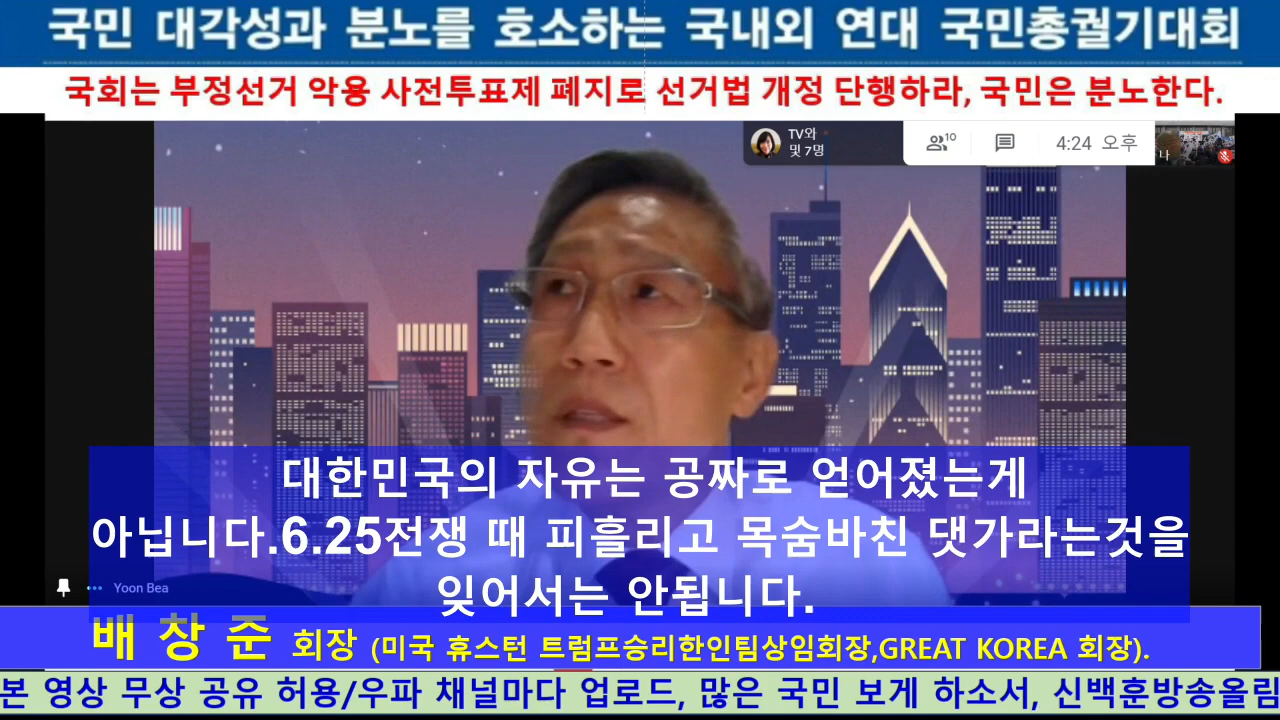 국민 대각성과 분노를 호소하는 국내외 연대 국민총궐기대회
국회는 부정선거 악용 사전투표제 폐지로 선거법 개정 단행하라, 국민은 분노한다.
TV와
및 7명
10
4:24 오후
나
대한민국의 자유는 공짜로 얻어졌는게
아닙니다.6.25전쟁 때 피흘리고 목숨바친 댓가라는것을
잊어서는 안됩니다.
Yoon Bea
배 창 준 회장 (미국 휴스턴 트럼프승리한인팀상임회장,GREAT KOREA 회장).
본 영상 무상 공유 허용/우파 채널마다 업로드, 많은 국민 보게 하소서, 신백훈방송올림